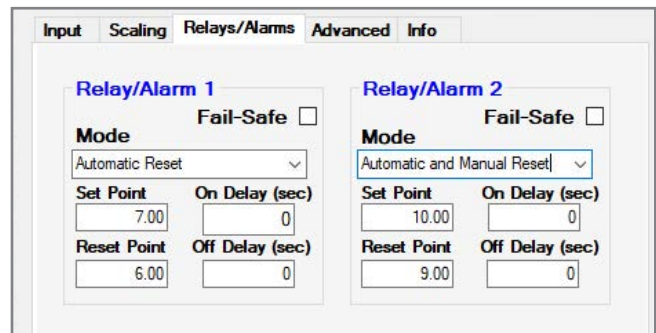 Input Scaling Relays/Alarms Advanced Info
Relay/Alarm 1
Fail-Safe
Mode
Automatic Reset
Set Point On Delay (sec)
7.00 0
Reset Point Off Delay (sec)
6.00 0
Relay/Alarm 2
Fail-Safe
Mode
Automatic and Manual Reset
Set Point On Delay (sec)
10.00 0
Reset Point Off Delay (sec)
9.00 0